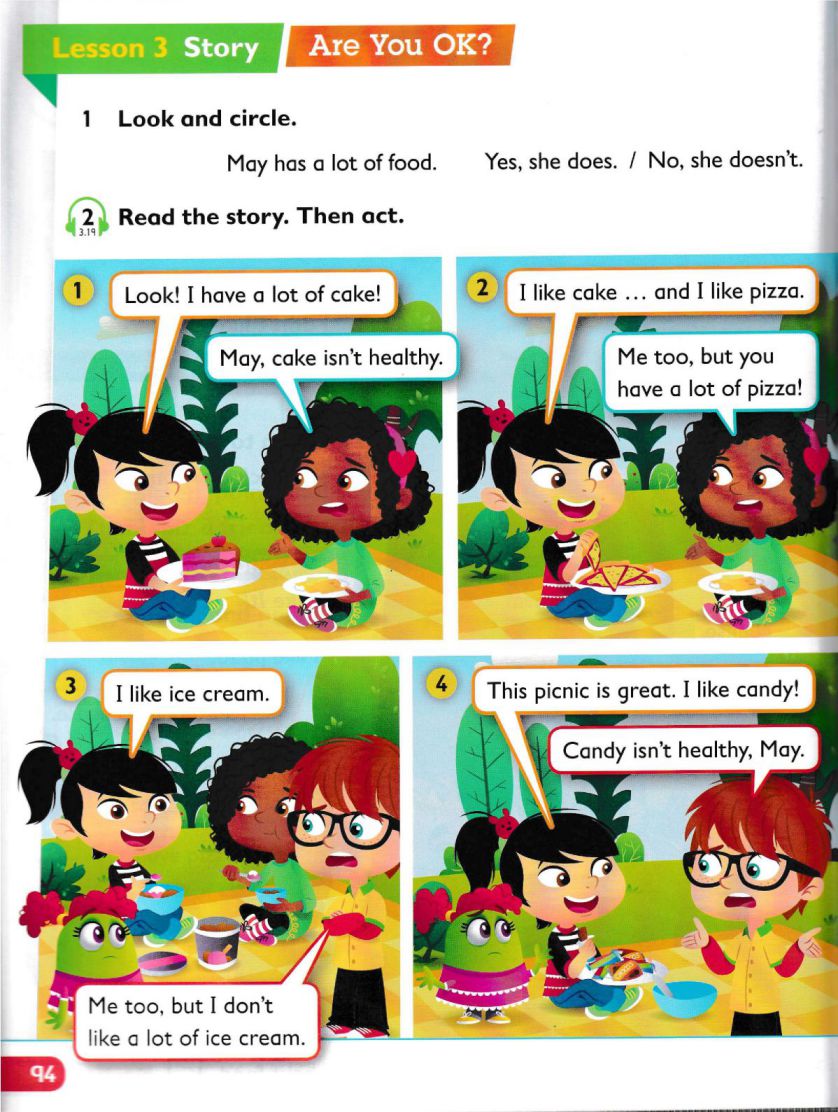 Lesson 3 Story Are You OK?
1 Look and circle.
May has a lot of food. Yes, she does. / No, she doesn't.
2 Read the story. Then act.
3.19
1
Look! I have a lot of cake!
May, cake isn't healthy.
2
I like cake ... and I like pizza.
Me too, but you
have a lot of pizza!
3
I like ice cream.
Me too, but I don't
like a lot of ice cream.
4
This picnic is great. I like candy!
Candy isn't healthy, May.
94